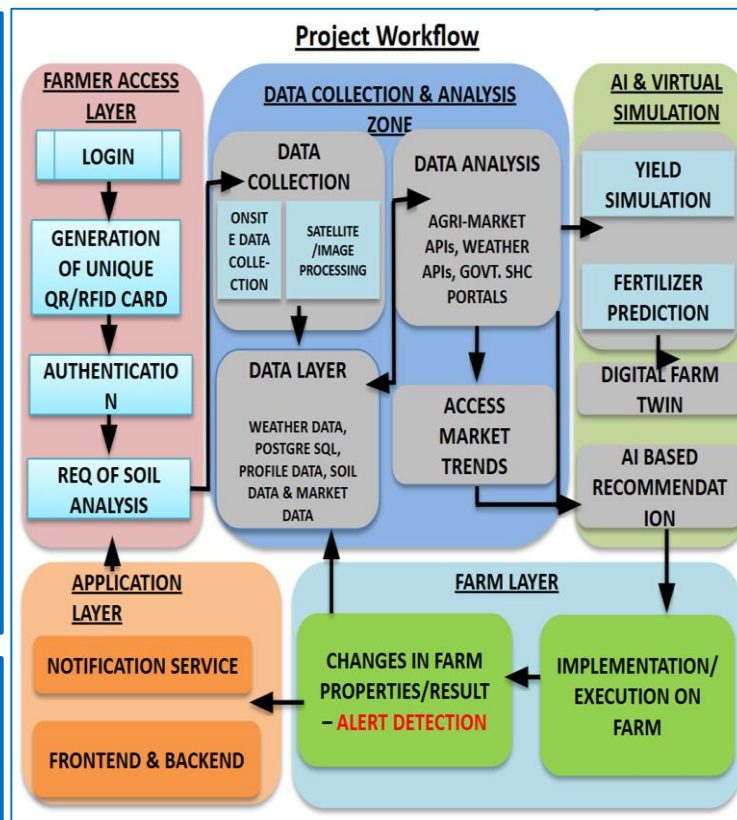 Project Workflow
FARMER ACCESS
LAYER
LOGIN
GENERATION
OF UNIQUE
QR/RFID CARD
AUTHENTICATIO
N
REQ OF SOIL
ANALYSIS
DATA COLLECTION & ANALYSIS
ZONE
DATA
COLLECTION
ONSIT
E DATA
COLLE-
CTION
SATELLITE
/IMAGE
PROCESSING
DATA LAYER
WEATHER DATA,
POSTGRE SQL,
PROFILE DATA, SOIL
DATA & MARKET
DATA
DATA ANALYSIS
AGRI-MARKET
APIs, WEATHER
APIs, GOVT. SHC
PORTALS
ACCESS
MARKET
TRENDS
AI & VIRTUAL
SIMULATION
YIELD
SIMULATION
FERTILIZER
PREDICTION
DIGITAL FARM
TWIN
AI BASED
RECOMMENDAT
ION
APPLICATION
LAYER
NOTIFICATION SERVICE
FRONTEND & BACKEND
FARM LAYER
CHANGES IN FARM
PROPERTIES/RESULT
– ALERT DETECTION
IMPLEMENTATION/
EXECUTION ON
FARM